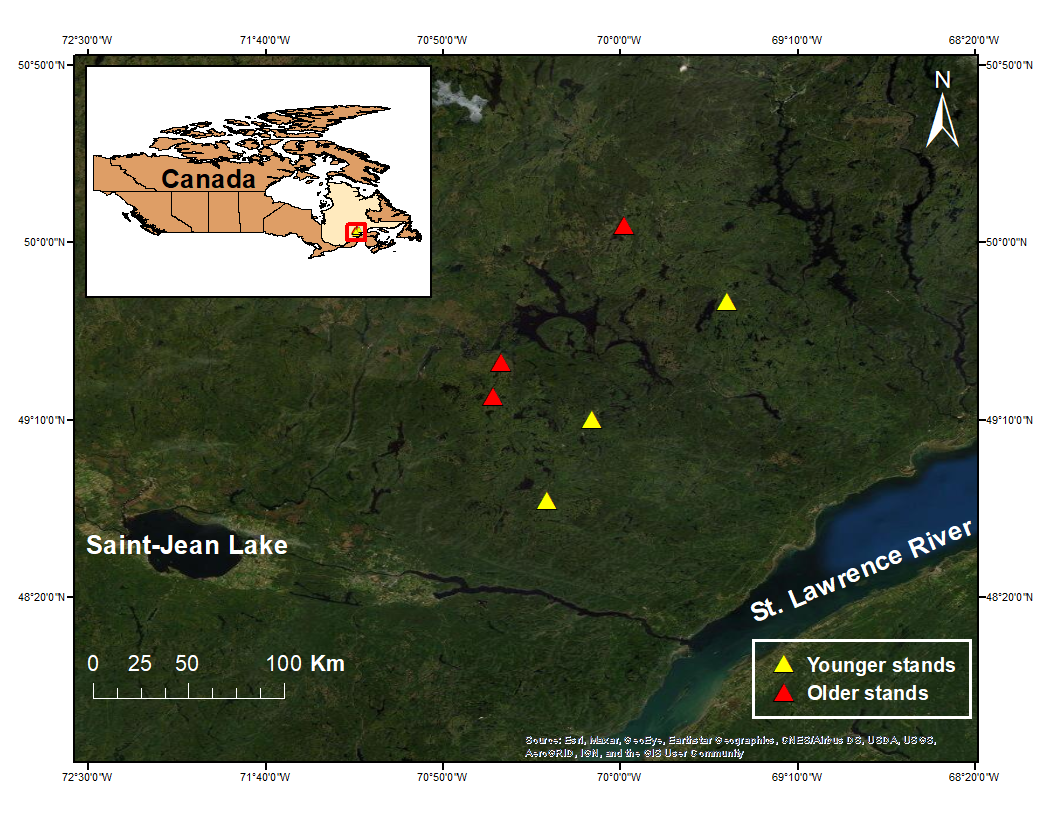 72°30'0"W 71°40'0"W 70°50'0"W 70°0'0"W 69°10'0"W 68°20'0"W
50°50'0"N 50°50'0"N
N
Canada
50°0'0"N 50°0'0"N
49°10'0"N 49°10'0"N
Saint-Jean Lake
St. Lawrence River
48°20'0"N 48°20'0"N
0 25 50 100 Km
Younger stands
Older stands
Source: Esri, Maxar, GeoEye, Earthstar Geographics, CNES/Airbus DS, USDA, USGS,
AeroGRID, IGN, and the GIS User Community
72°30'0"W 71°40'0"W 70°50'0"W 70°0'0"W 69°10'0"W 68°20'0"W